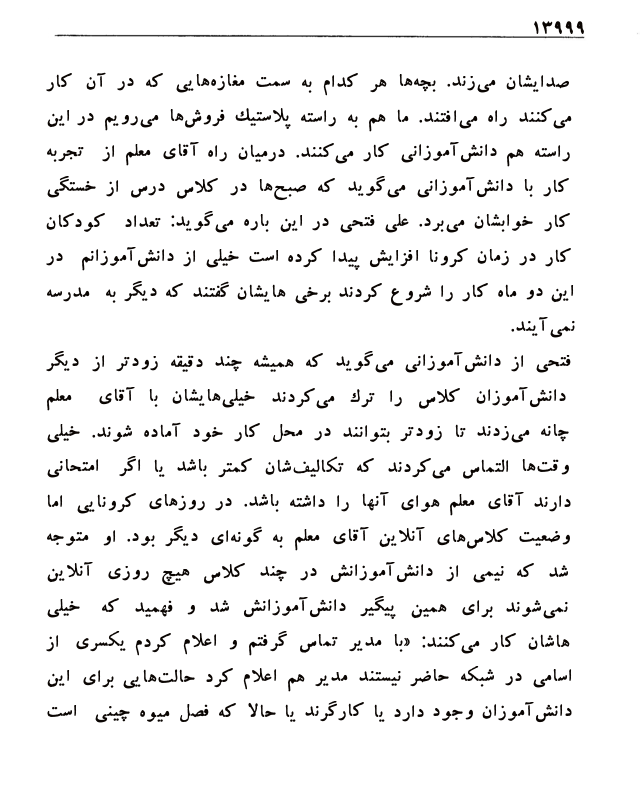 ۱۳۹۹۹
صدایشان می‌زند. بچه‌ها هر کدام به سمت مغازه‌هایی که در آن کار
می‌کنند راه می‌افتند. ما هم به راسته پلاستیك فروش‌ها می‌رویم در این
راسته هم دانش‌آموزانی کار می‌کنند. درمیان راه آقای معلم از تجربه
کار با دانش‌آموزانی می‌گوید که صبح‌ها در کلاس درس از خستگی
کار خوابشان می‌برد. علی فتحی در این باره می‌گوید: تعداد کودکان
کار در زمان کرونا افزایش پیدا کرده است خیلی از دانش‌آموزانم در
این دو ماه کار را شروع کردند برخی هایشان گفتند که دیگر به مدرسه
نمی‌آیند.
فتحی از دانش‌آموزانی می‌گوید که همیشه چند دقیقه زودتر از دیگر
دانش‌آموزان کلاس را ترك می‌کردند خیلی‌هایشان با آقای معلم
چانه می‌زدند تا زودتر بتوانند در محل کار خود آماده شوند. خیلی
وقت‌ها التماس می‌کردند که تکالیف‌شان کمتر باشد یا اگر امتحانی
دارند آقای معلم هوای آنها را داشته باشد. در روزهای کرونایی اما
وضعیت کلاس‌های آنلاین آقای معلم به گونه‌ای دیگر بود. او متوجه
شد که نیمی از دانش‌آموزانش در چند کلاس هیچ روزی آنلاین
نمی‌شوند برای همین پیگیر دانش‌آموزانش شد و فهمید که خیلی
هاشان کار می‌کنند: «با مدیر تماس گرفتم و اعلام کردم یکسری از
اسامی در شبکه حاضر نیستند مدیر هم اعلام کرد حالت‌هایی برای این
دانش‌آموزان وجود دارد یا کارگرند یا حالا که فصل میوه چینی است